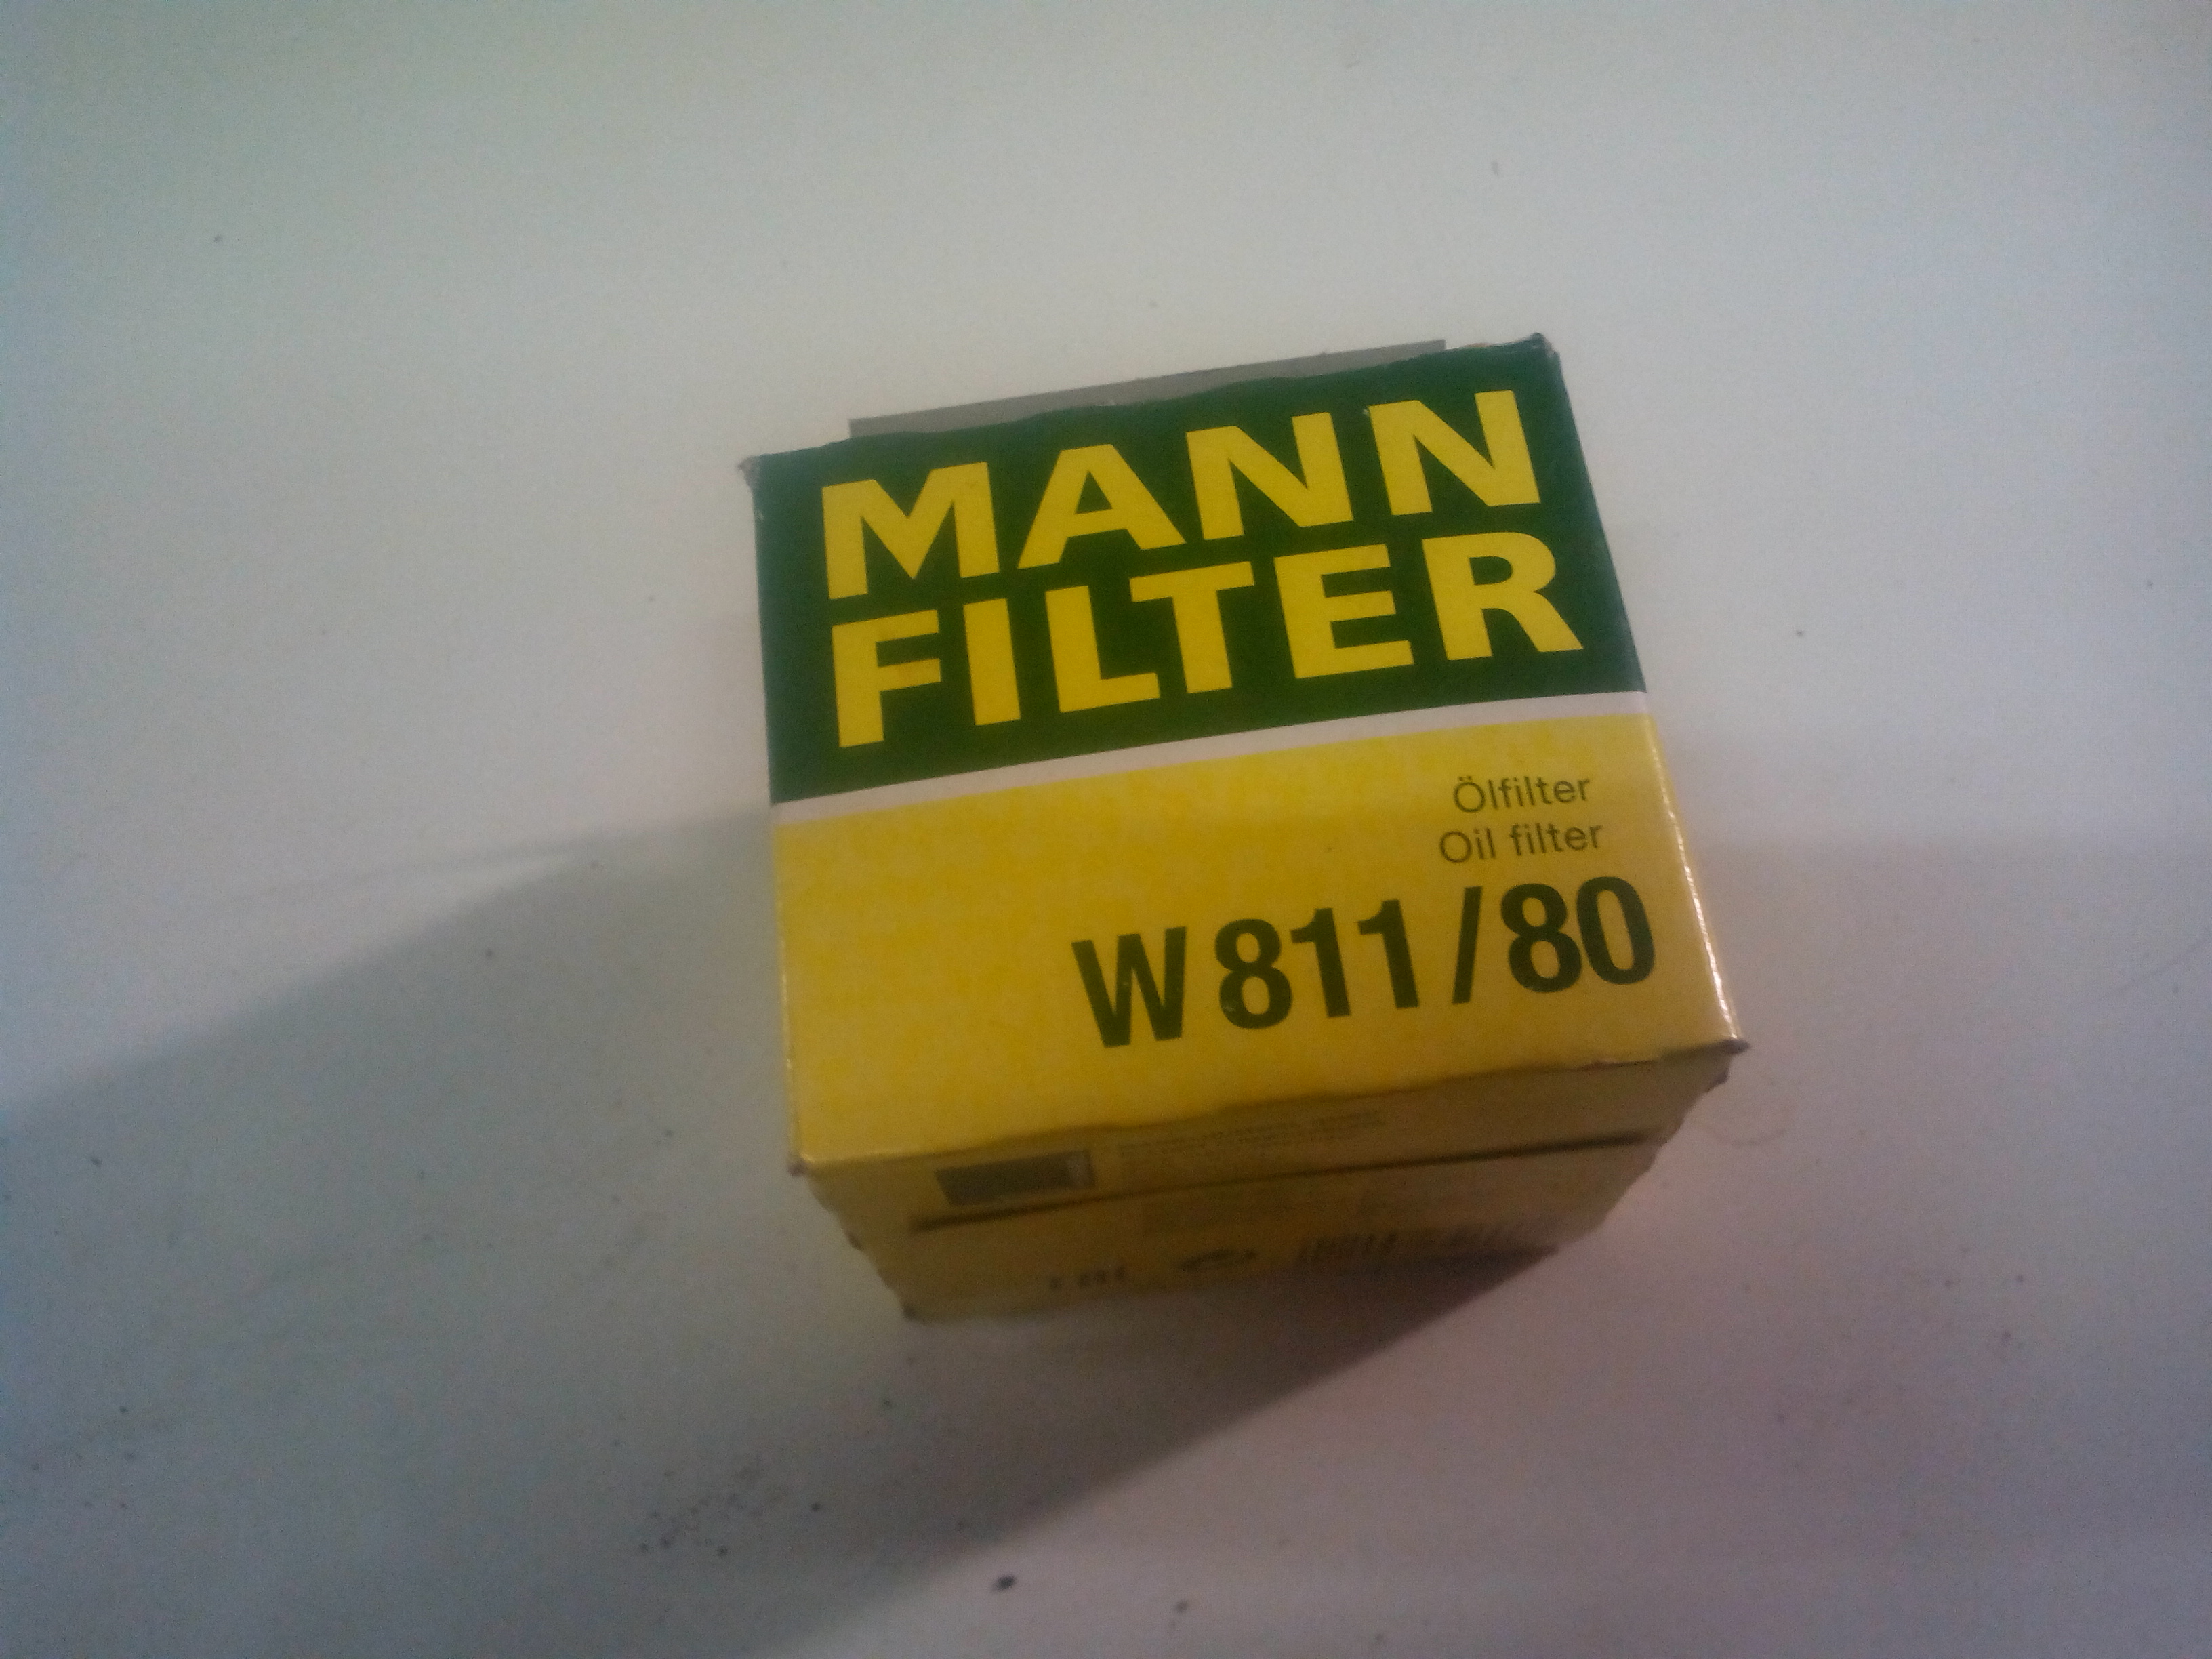 MANN
FILTER
Ölfilter
Oil filter
W 811/80